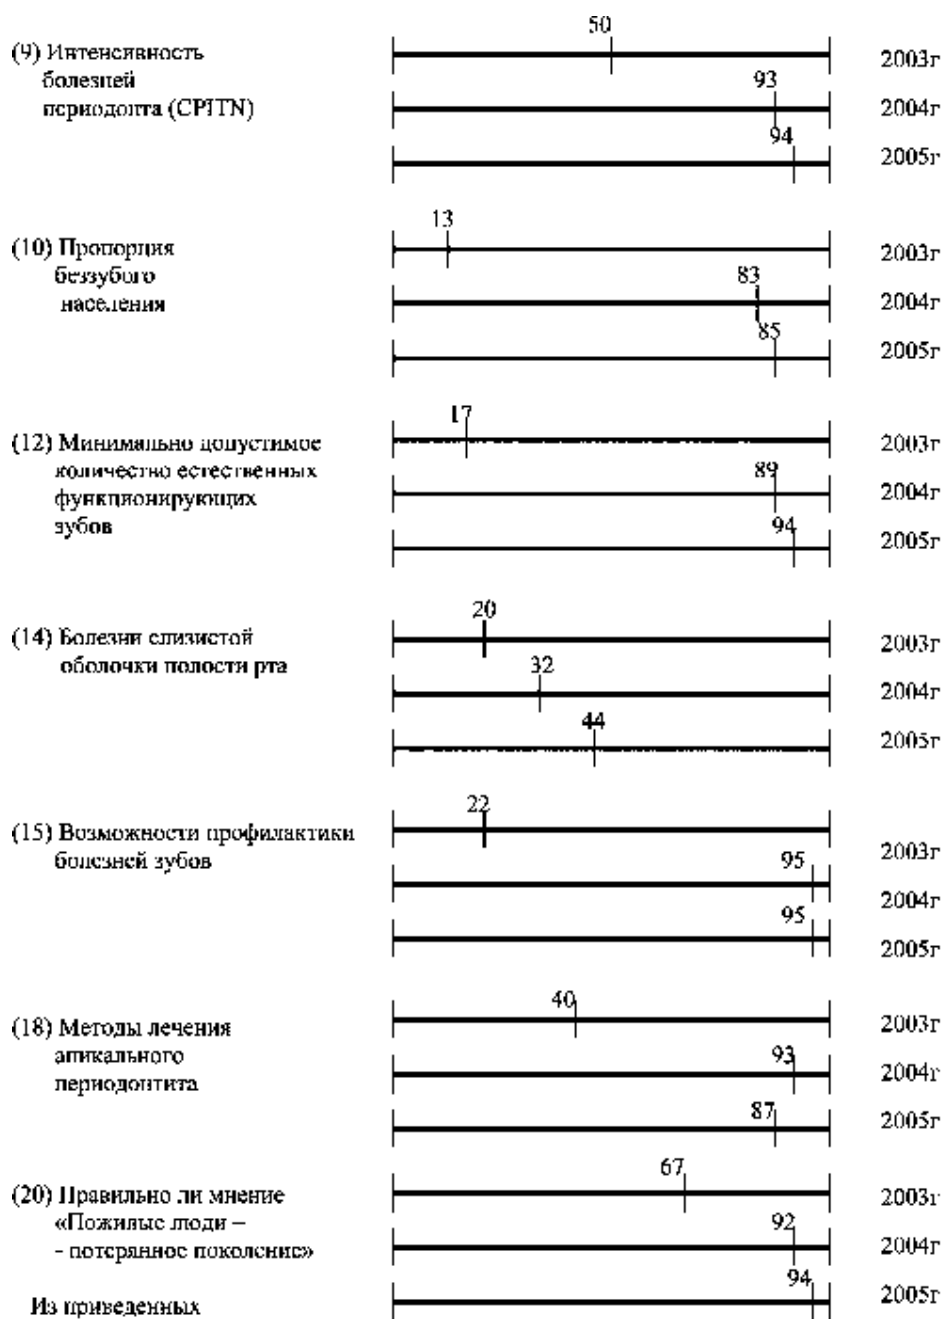 50
(9) Интенсивность
2003г
болезней
93
периодонта (CPITN)
2004г
94
2005г
13
(10) Пропорция
2003г
беззубого
83
населения
2004г
85
2005г
17
(12) Минимально допустимое
2003г
количество естественных
89
функционирующих
2004г
зубов
94
2005г
20
(14) Болезни слизистой
2003г
оболочки полости рта
32
2004г
44
2005г
22
(15) Возможности профилактики
2003г
болезней зубов
95
2004г
95
2005г
40
(18) Методы лечения
2003г
апикального
93
периодонтита
2004г
87
2005г
67
(20) Правильно ли мнение
2003г
«Пожилые люди –
92
- потерянное поколение»
2004г
94
2005г
Из приведенных